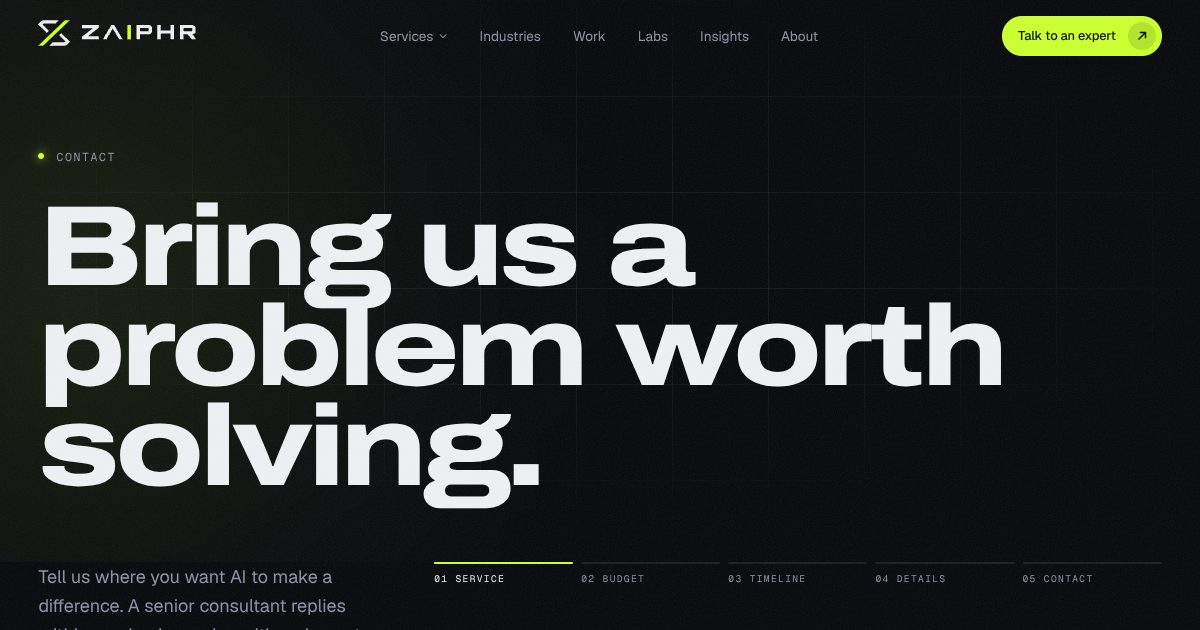 ZAIPHR
Services
Industries
Work
Labs
Insights
About
Talk to an expert
CONTACT
Bring us a
problem worth
solving.
Tell us where you want AI to make a
difference. A senior consultant replies
01 SERVICE
02 BUDGET
03 TIMELINE
04 DETAILS
05 CONTACT